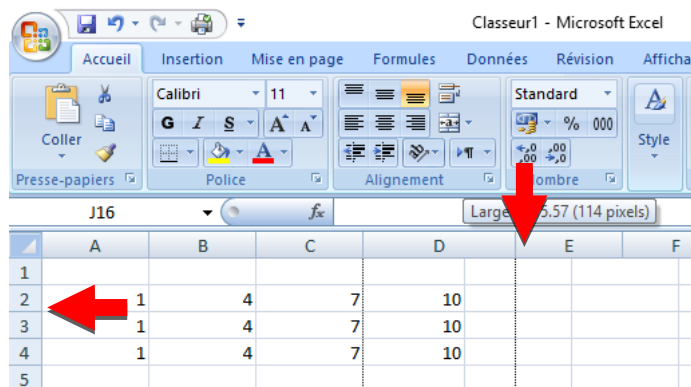 Classeur1 - Microsoft Excel
Accueil Insertion Mise en page Formules Données Révision Afficha
Calibri 11 Standard
Coller G I S A A % 000 Style
A ,0 ,00 ,00 ,0
Presse-papiers Police Alignement Nombre
J16 fx Large 5.57 (114 pixels)
A B C D E F
1
2 1 4 7 10
3 1 4 7 10
4 1 4 7 10
5